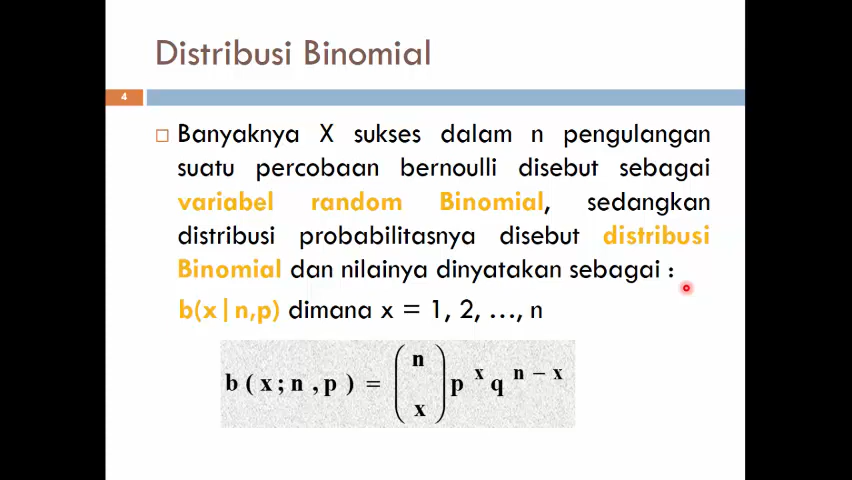 Distribusi Binomial
4
Banyaknya X sukses dalam n pengulangan
suatu percobaan bernoulli disebut sebagai
variabel random Binomial, sedangkan
distribusi probabilitasnya disebut distribusi
Binomial dan nilainya dinyatakan sebagai :
b(x|n,p) dimana x = 1, 2, ..., n
b ( x ; n , p ) = ( n x ) p x q n - x